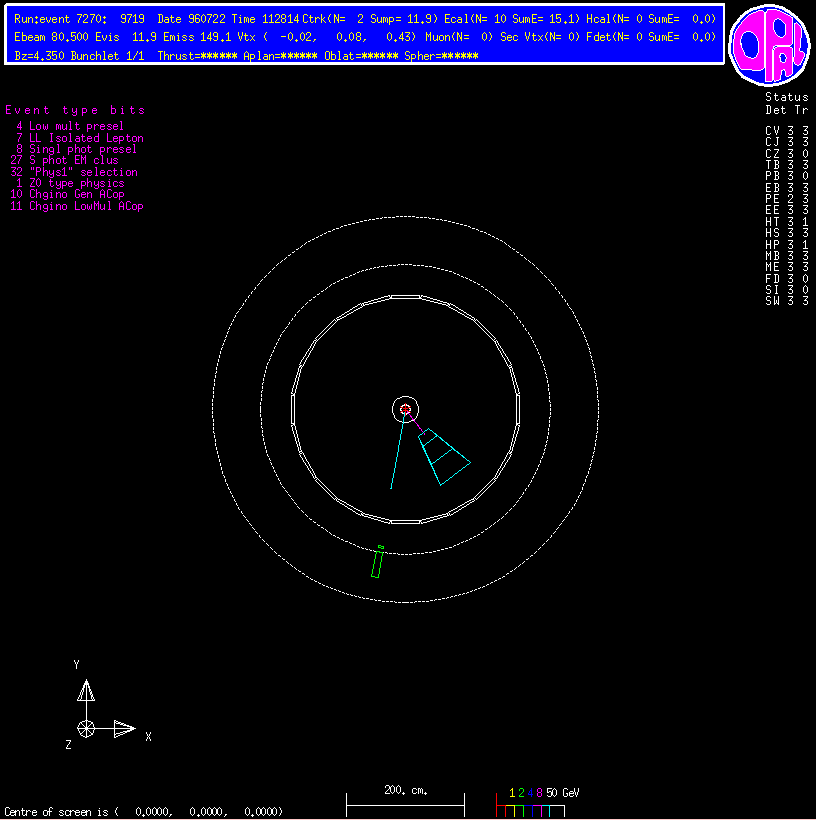 Run:event 7270: 9719 Date 960722 Time 112814 Ctrk(N= 2 Sump= 11.9) Ecal(N= 10 SumE= 15.1) Hcal(N= 0 SumE= 0.0)
Ebeam 80.500 Evis 11.9 Emiss 149.1 Vtx ( -0.02, 0.08, 0.43) Muon(N= 0) Sec Vtx(N= 0) Fdet(N= 0 SumE= 0.0)
Bz=4.350 Bunchlet 1/1 Thrust=****** Aplan=****** Oblat=****** Spher=******
OPAL
Status
Det Tr
CV 3 3
CJ 3 3
CZ 3 0
TB 3 3
PB 3 0
EB 3 3
PE 2 3
EE 3 3
HT 3 1
HS 3 3
HP 3 1
MB 3 3
ME 3 3
FD 3 0
SI 3 0
SW 3 3
Event type bits
4 Low mult presel
7 LL Isolated Lepton
8 Singl phot presel
27 S phot EM clus
32 "Phys1" selection
1 Z0 type physics
10 Chgino Gen ACop
11 Chgino LowMul ACop
Y
X
Z
200. cm.
1 2 4 8 50 GeV
Centre of screen is ( 0.0000, 0.0000, 0.0000)